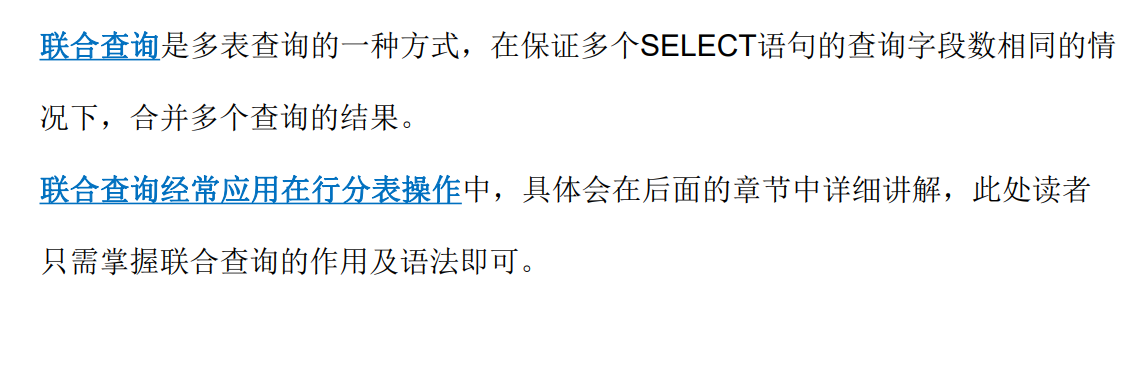 联合查询是多表查询的一种方式，在保证多个SELECT语句的查询字段数相同的情
况下，合并多个查询的结果。
联合查询经常应用在行分表操作中，具体会在后面的章节中详细讲解，此处读者
只需掌握联合查询的作用及语法即可。